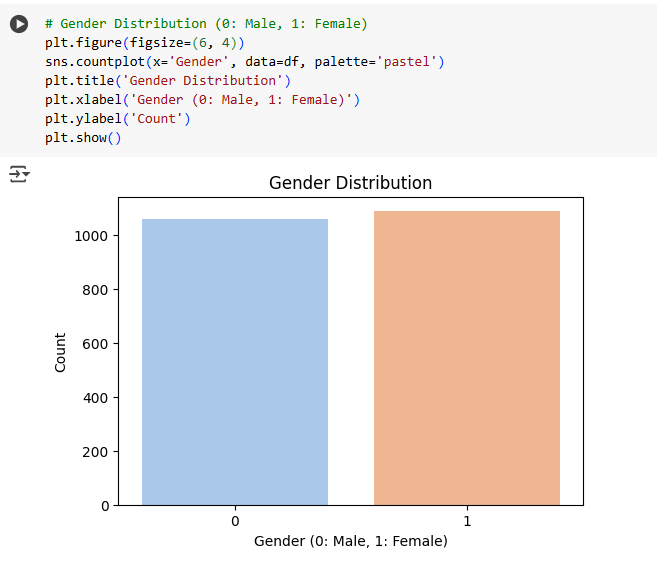 # Gender Distribution (0: Male, 1: Female)
plt.figure(figsize=(6, 4))
sns.countplot(x='Gender', data=df, palette='pastel')
plt.title('Gender Distribution')
plt.xlabel('Gender (0: Male, 1: Female)')
plt.ylabel('Count')
plt.show()
Gender Distribution
1000
800
600
400
200
0
Count
0 1
Gender (0: Male, 1: Female)